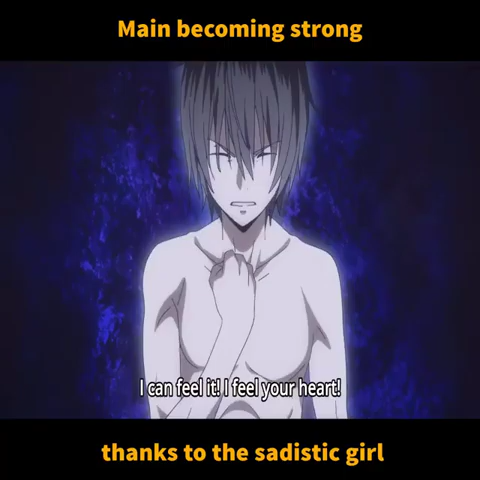 Main becoming strong
I can feel it! I feel your heart!
thanks to the sadistic girl